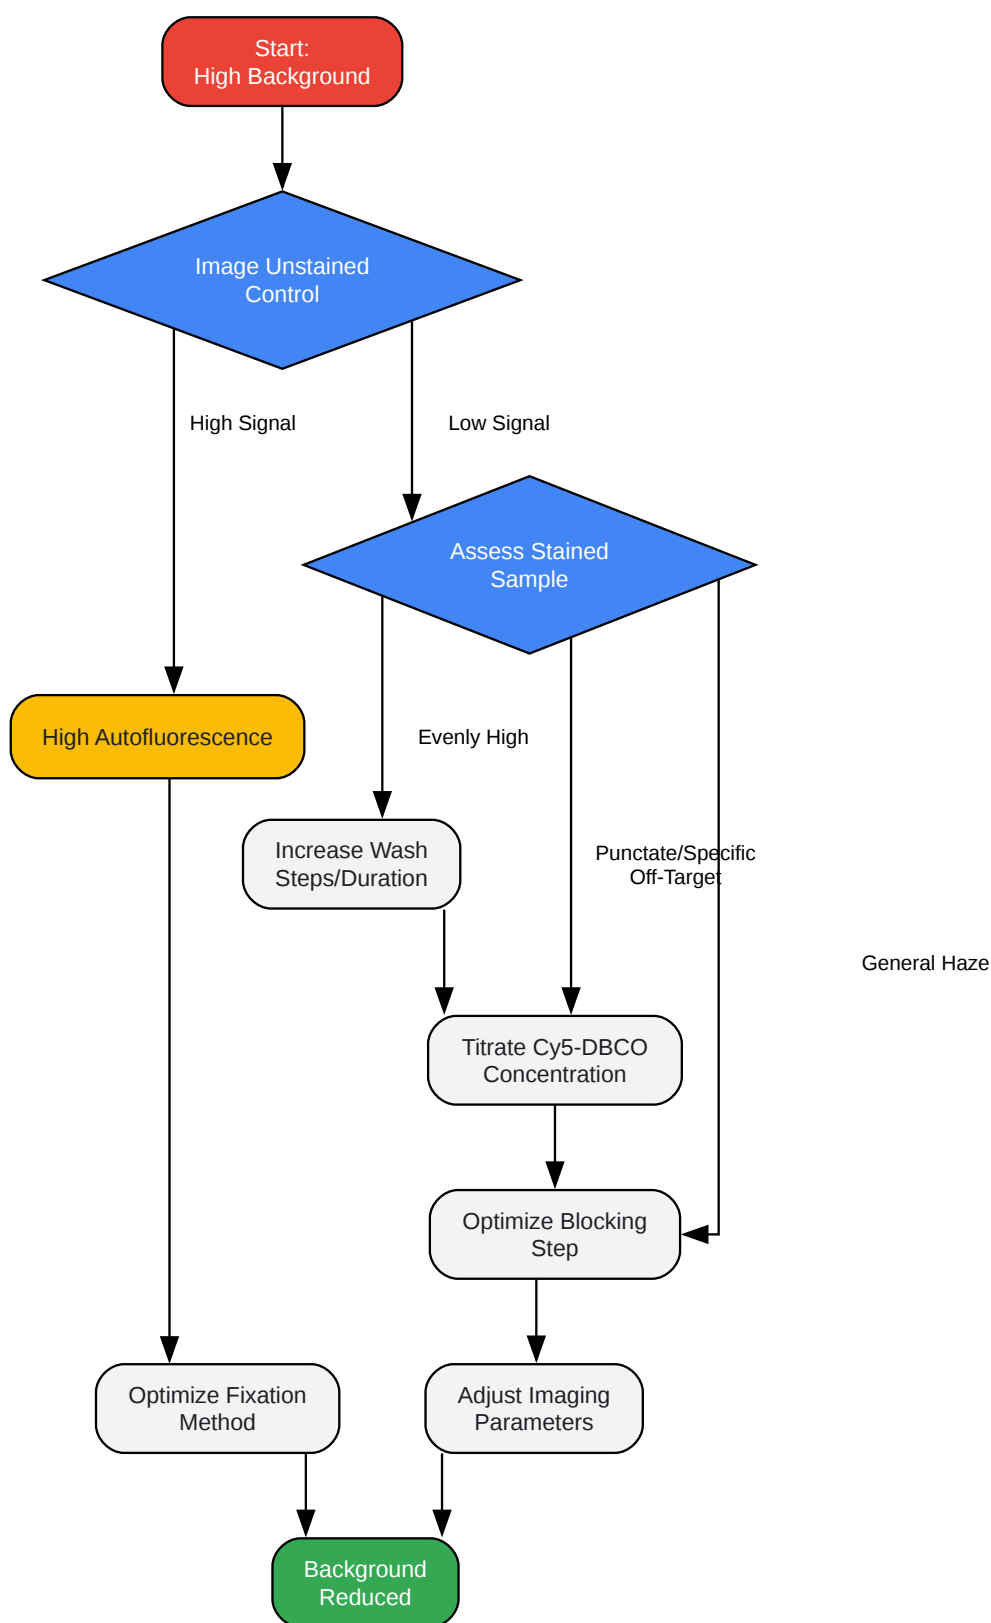 Start:
High Background
Image Unstained
Control
High Signal
Low Signal
Assess Stained
Sample
High Autofluorescence
Evenly High
Increase Wash
Steps/Duration
Punctate/Specific
Off-Target
General Haze
Titrate Cy5-DBCO
Concentration
Optimize Blocking
Step
Optimize Fixation
Method
Adjust Imaging
Parameters
Background
Reduced